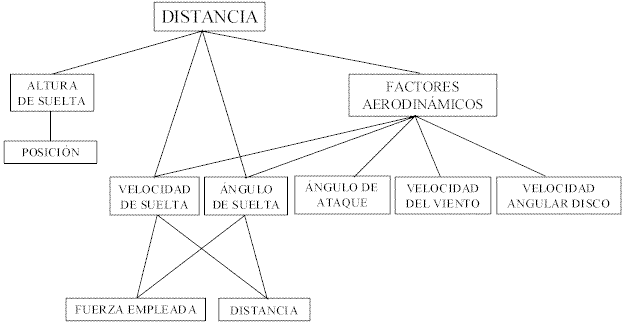 DISTANCIA
ALTURA
DE SUELTA
FACTORES
AERODINÁMICOS
POSICIÓN
VELOCIDAD
DE SUELTA
ÁNGULO
DE SUELTA
ÁNGULO DE
ATAQUE
VELOCIDAD
DEL VIENTO
VELOCIDAD
ANGULAR DISCO
FUERZA EMPLEADA
DISTANCIA